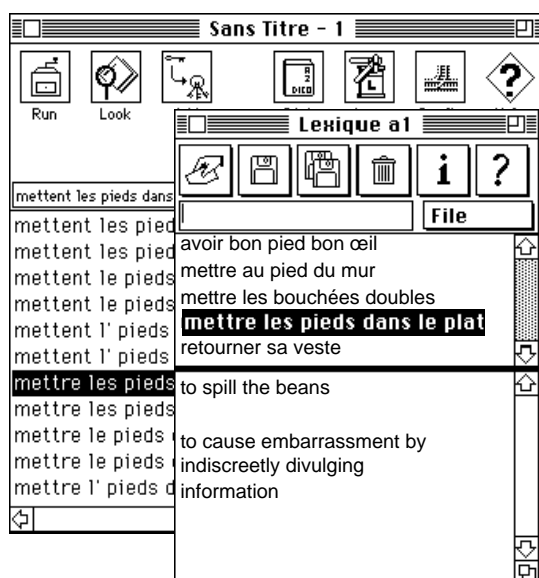 Sans Titre - 1
Run
Look
A
Z
DICO
L
Lexique a1
i
?
File
mettent les pieds dans
mettent les pied
mettent les pied
mettent le pieds
mettent le pieds
mettent l' pieds
mettent l' pieds
mettre les pieds
mettre les pieds
mettre le pieds
mettre le pieds
mettre l' pieds d
avoir bon pied bon œil
mettre au pied du mur
mettre les bouchées doubles
mettre les pieds dans le plat
retourner sa veste
to spill the beans
to cause embarrassment by
indiscreetly divulging
information